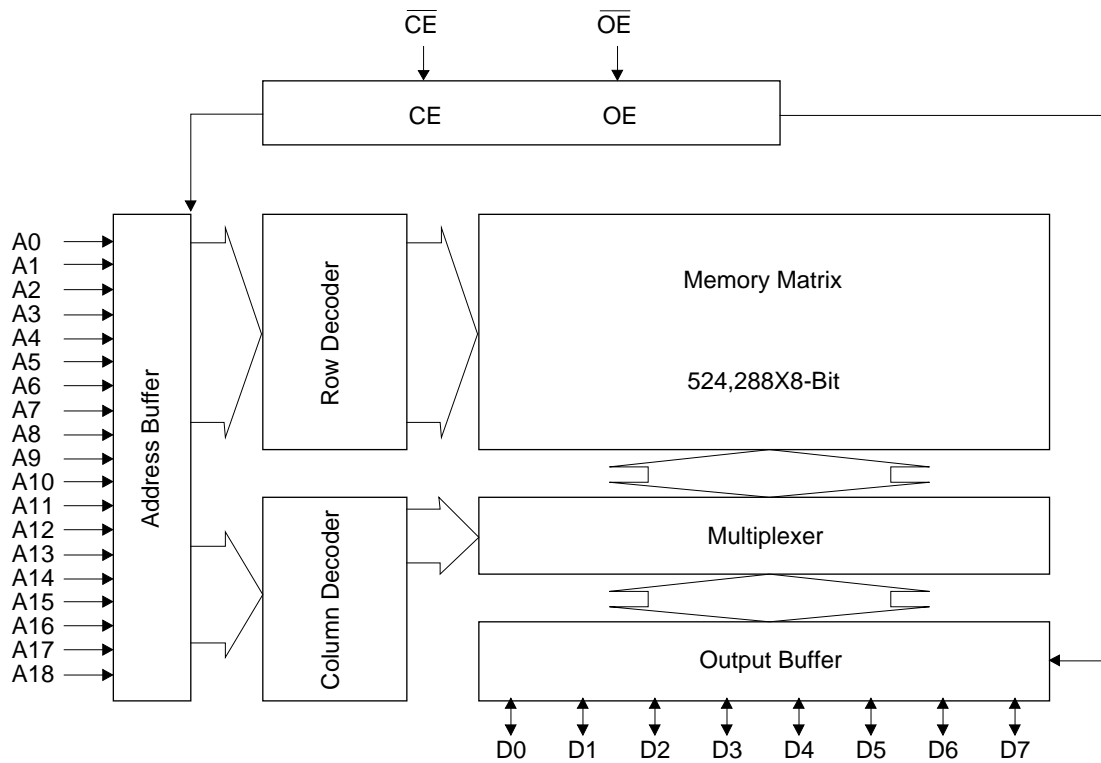 C̅E̅ O̅E̅
CE OE
A0
A1
A2
A3
A4
A5
A6
A7
A8
A9
A10
A11
A12
A13
A14
A15
A16
A17
A18
Address Buffer
Row Decoder
Column Decoder
Memory Matrix
524,288X8-Bit
Multiplexer
Output Buffer
D0 D1 D2 D3 D4 D5 D6 D7